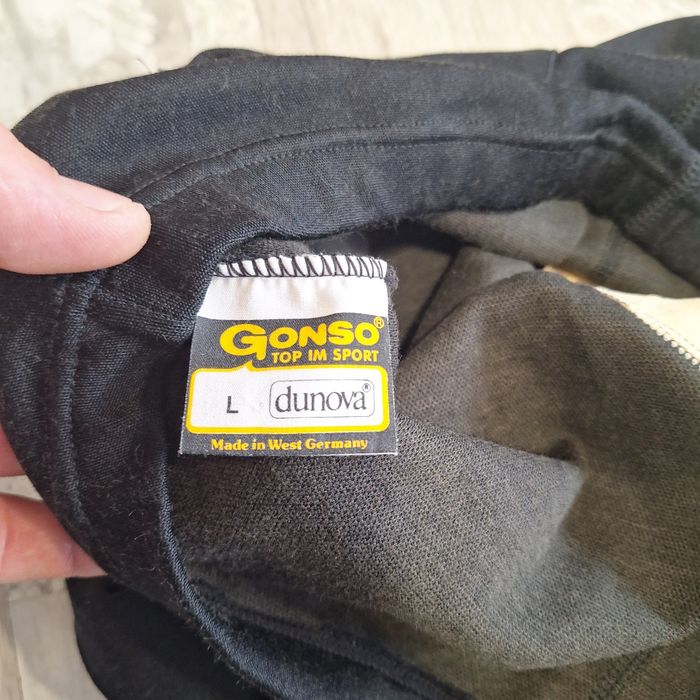 GONSO®
TOP IM SPORT
L dunova®
Made in West Germany